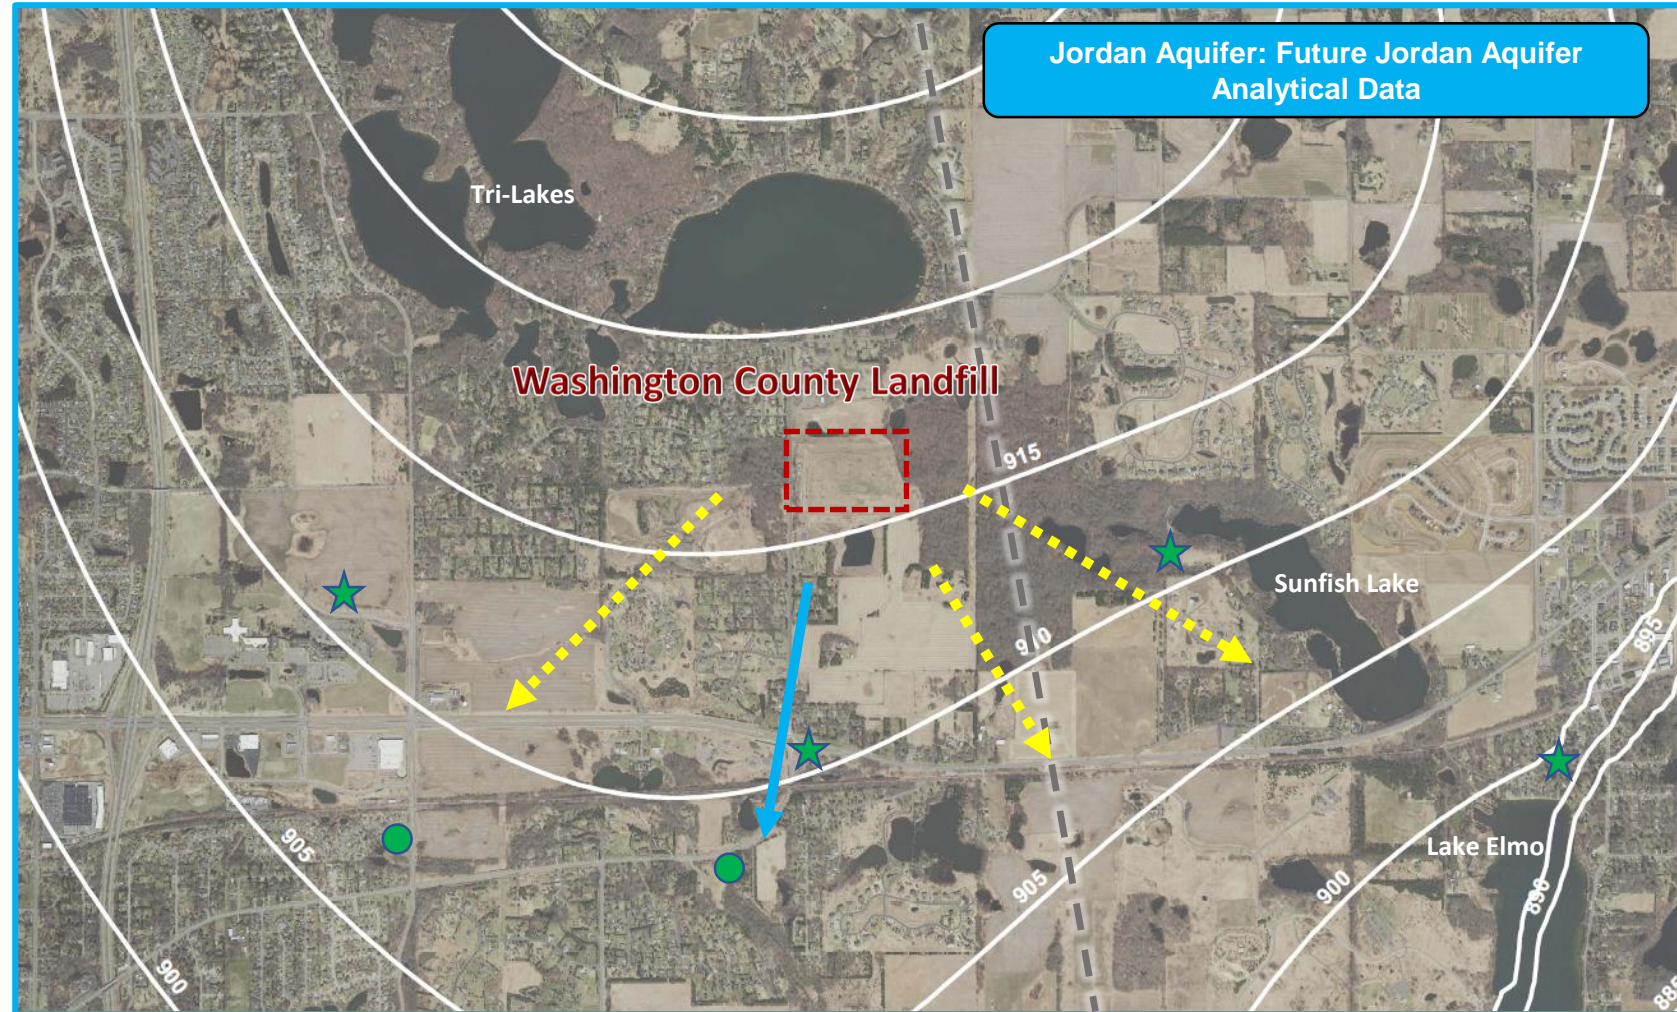 Jordan Aquifer: Future Jordan Aquifer
Analytical Data
Tri-Lakes
Washington County Landfill
915
Sunfish Lake
910
895
905
Lake Elmo
905
900
890
900
885